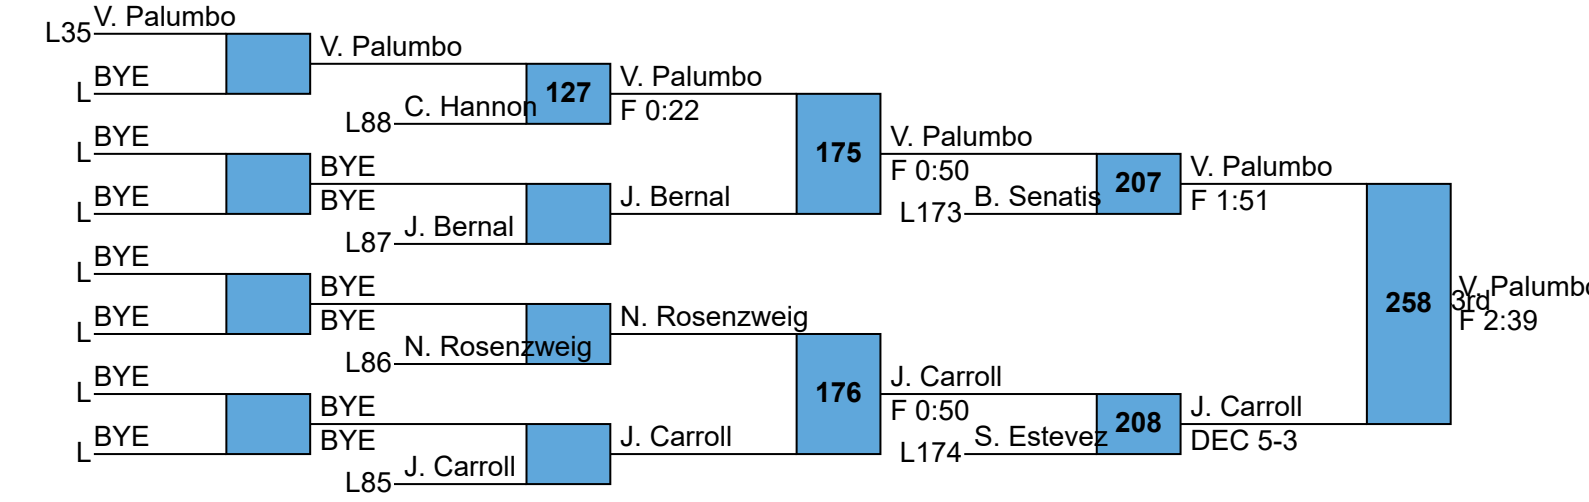 V. Palumbo
L35
BYE
L
V. Palumbo
C. Hannon
L88
127
V. Palumbo
F 0:22
BYE
L
BYE
L
BYE
BYE
J. Bernal
L87
J. Bernal
175
V. Palumbo
F 0:50
B. Senatis
L173
207
V. Palumbo
F 1:51
BYE
L
BYE
L
BYE
BYE
N. Rosenzweig
L86
N. Rosenzweig
BYE
L
BYE
L
BYE
BYE
J. Carroll
L85
J. Carroll
176
J. Carroll
F 0:50
S. Estevez
L174
208
J. Carroll
DEC 5-3
258
V. Palumbo
3rd
F 2:39